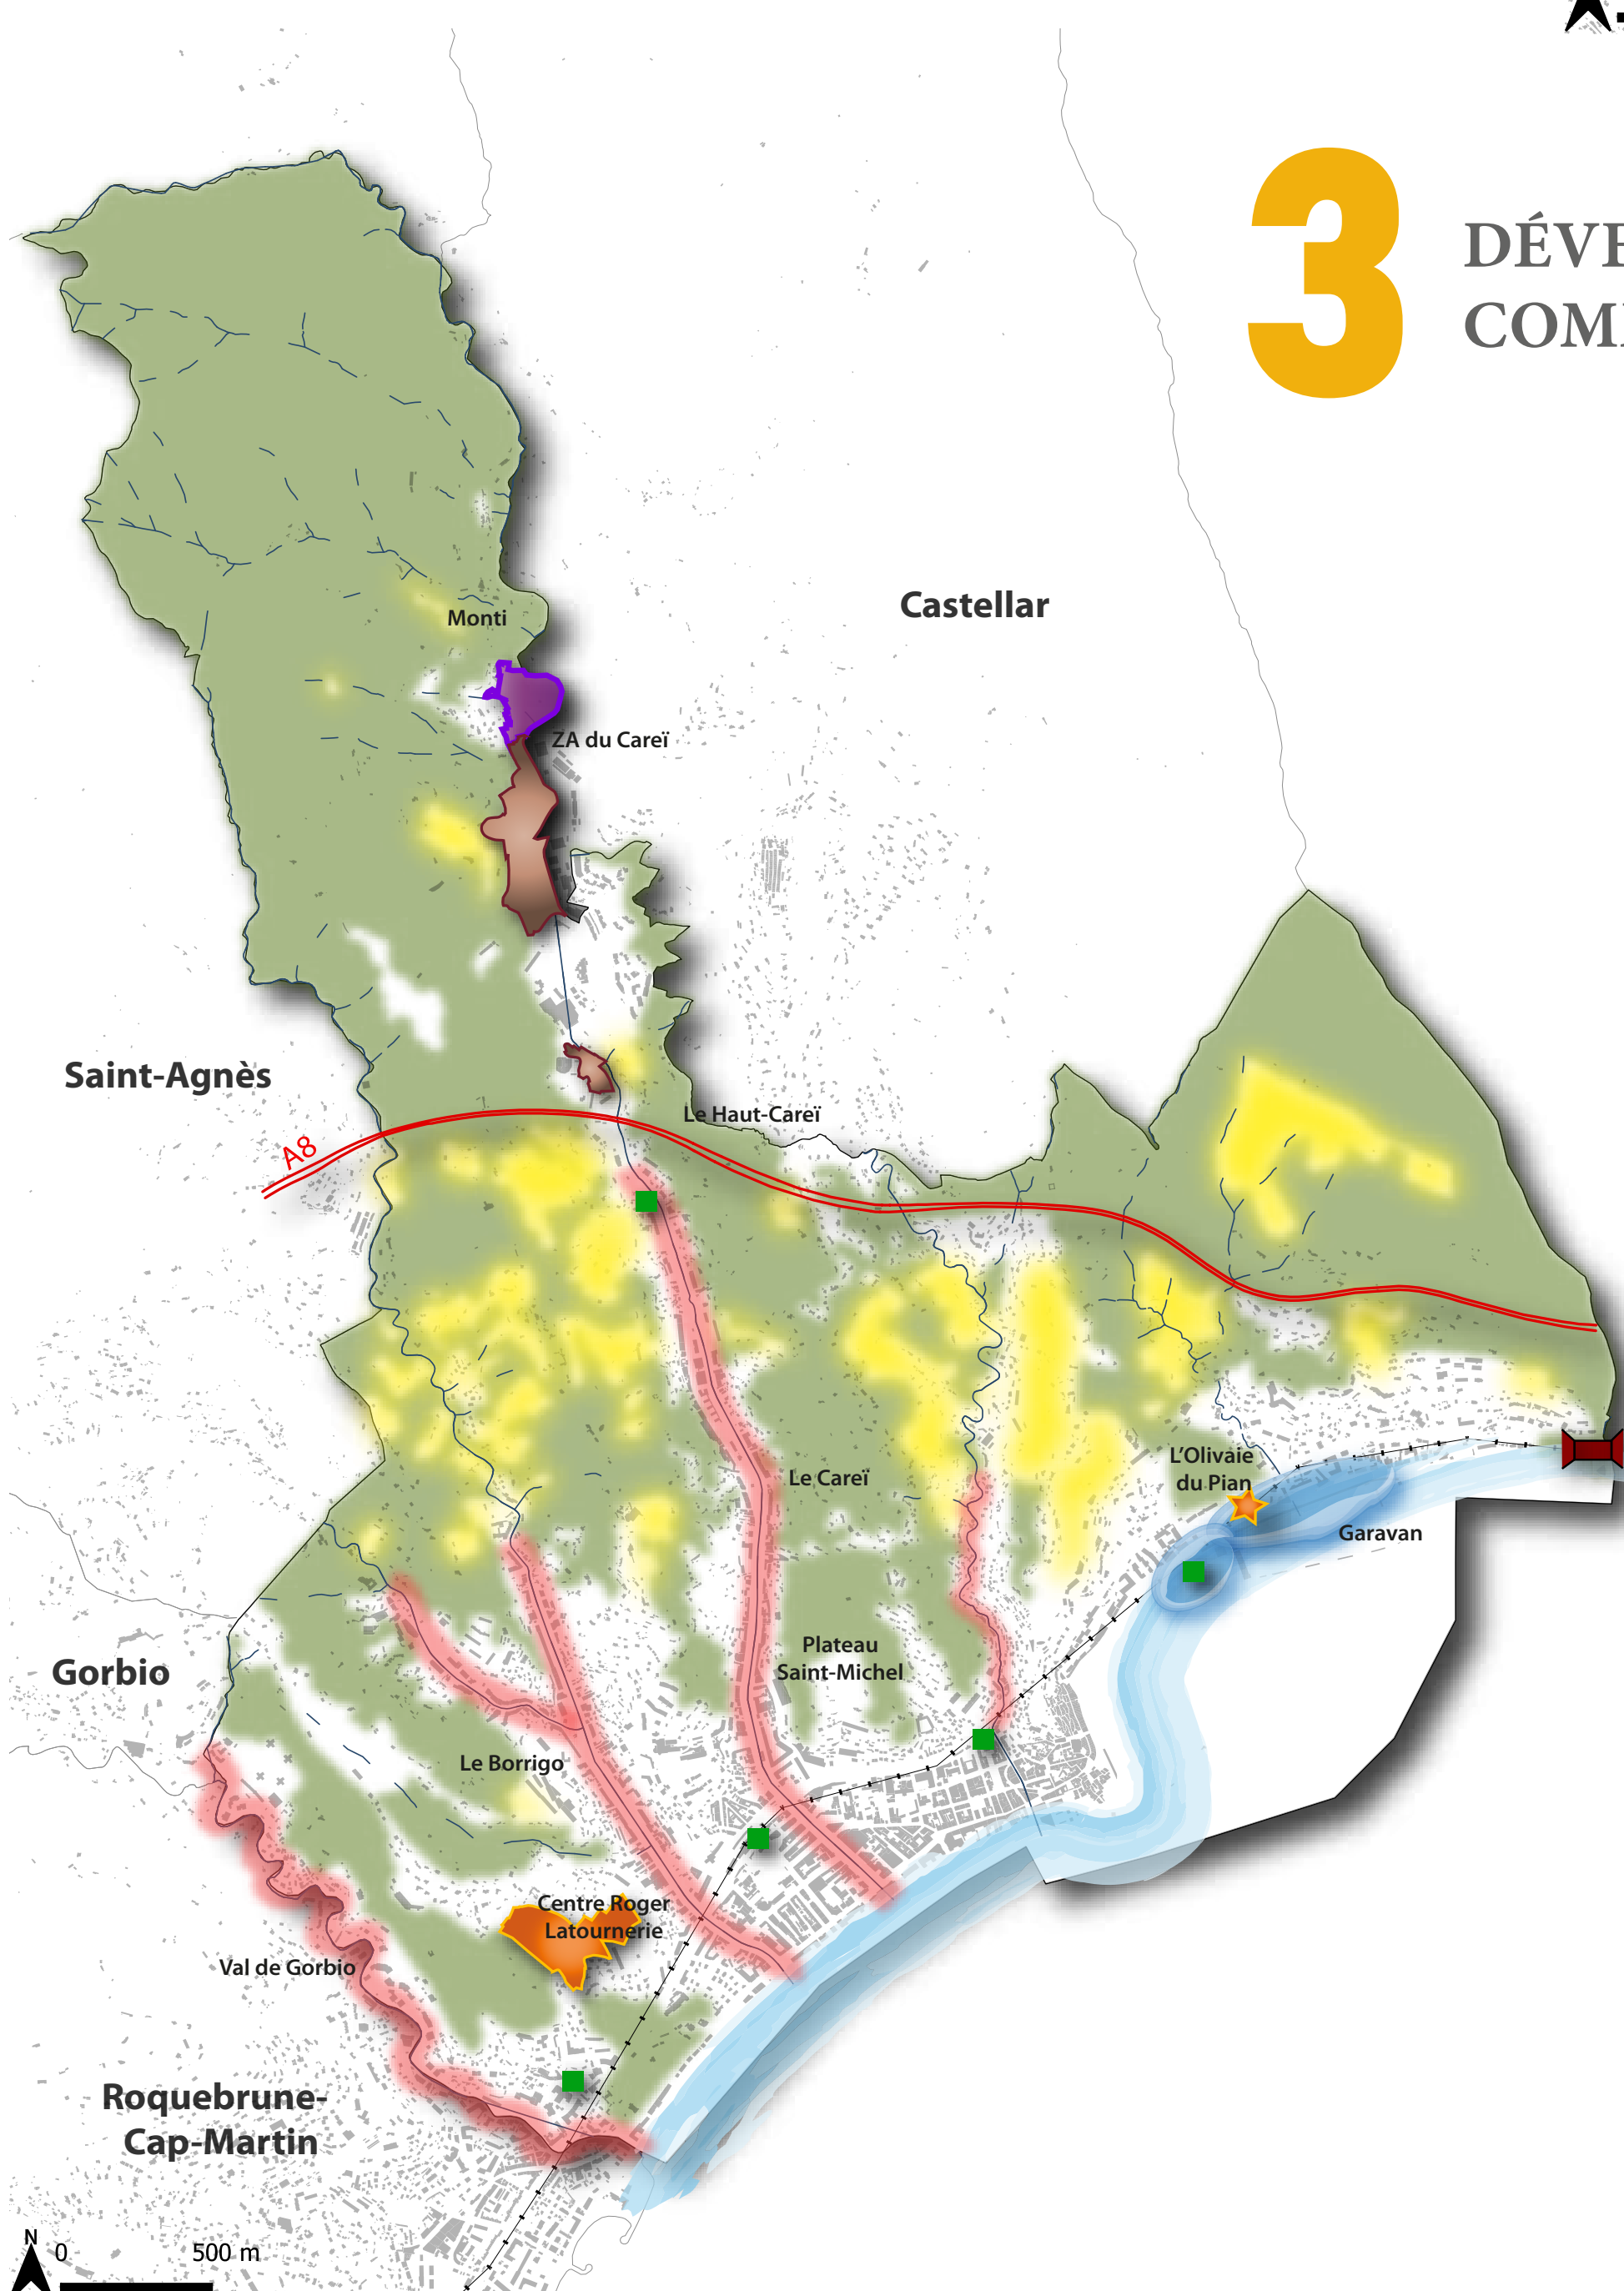 3
DÉVE
COM
Castellar
Monti
ZA du Careï
Saint-Agnès
A8
Le Haut-Careï
L'Olivaie
du Pian
Le Careï
Garavan
Plateau
Saint-Michel
Gorbio
Le Borrigo
Centre Roger
Latournerie
Val de Gorbio
Roquebrune-
Cap-Martin
N
0 500 m